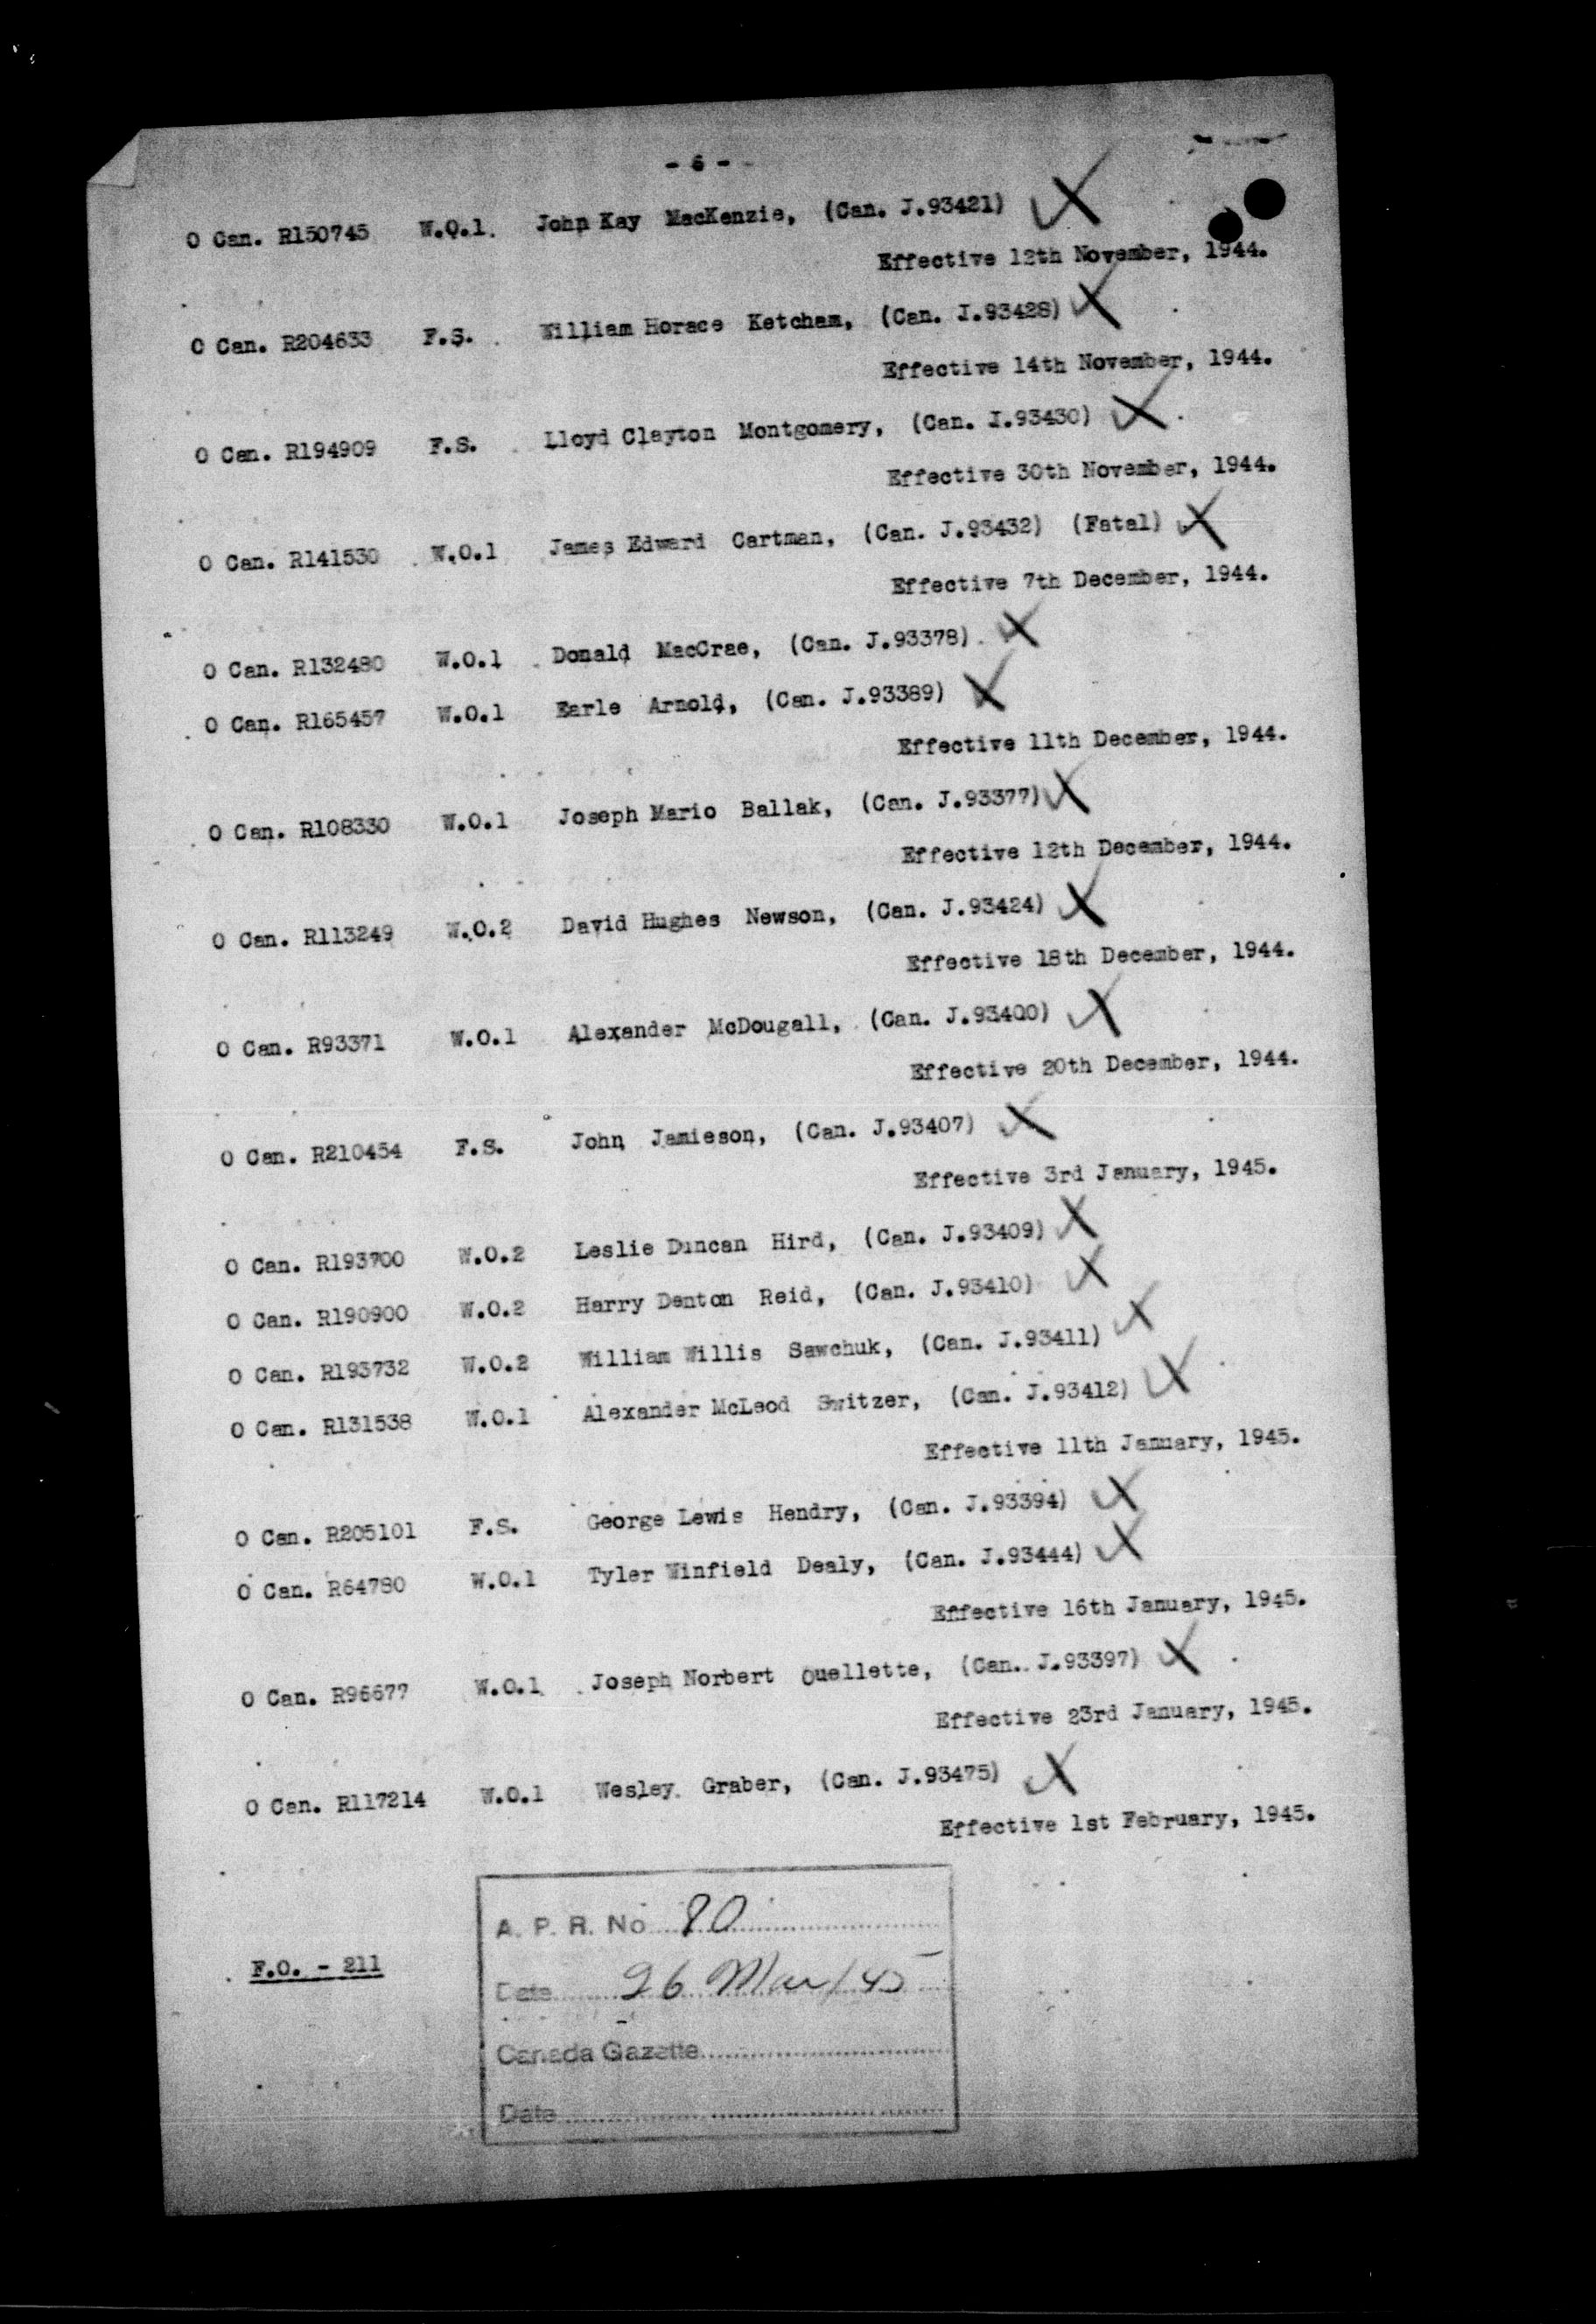 - 6 -
O Can. R150745 W.O.1 John Kay MacKenzie, (Can. J.93421)
Effective 12th November, 1944.
O Can. R204633 F.S. William Horace Ketcham, (Can. J.93428)
Effective 14th November, 1944.
O Can. R194909 F.S. Lloyd Clayton Montgomery, (Can. J.93430)
Effective 30th November, 1944.
O Can. R141530 W.O.1 James Edward Cartman, (Can. J.93432) (Fatal)
Effective 7th December, 1944.
O Can. R132480 W.O.1 Donald MacCrae, (Can. J.93378)
O Can. R165457 W.O.1 Earle Arnold, (Can. J.93389)
Effective 11th December, 1944.
O Can. R108330 W.O.1 Joseph Mario Ballak, (Can. J.93377)
Effective 12th December, 1944.
O Can. R113249 W.O.2 David Hughes Newson, (Can. J.93424)
Effective 18th December, 1944.
O Can. R93371 W.O.1 Alexander McDougall, (Can. J.93400)
Effective 20th December, 1944.
O Can. R210454 F.S. John Jamieson, (Can. J.93407)
Effective 3rd January, 1945.
O Can. R193700 W.O.2 Leslie Duncan Hird, (Can. J.93409)
O Can. R190900 W.O.2 Harry Denton Reid, (Can. J.93410)
O Can. R193732 W.O.2 William Willis Sawchuk, (Can. J.93411)
O Can. R131538 W.O.1 Alexander McLeod Switzer, (Can. J.93412)
Effective 11th January, 1945.
O Can. R205101 F.S. George Lewis Hendry, (Can. J.93394)
O Can. R64780 W.O.1 Tyler Winfield Dealy, (Can. J.93444)
Effective 16th January, 1945.
O Can. R96677 W.O.1 Joseph Norbert Ouellette, (Can. J.93397)
Effective 23rd January, 1945.
O Can. R117214 W.O.1 Wesley Graber, (Can. J.93475)
Effective 1st February, 1945.
A. P. R. No. 90
F.O. - 211
Date 26 Mar/45
Canada Gazette
Date